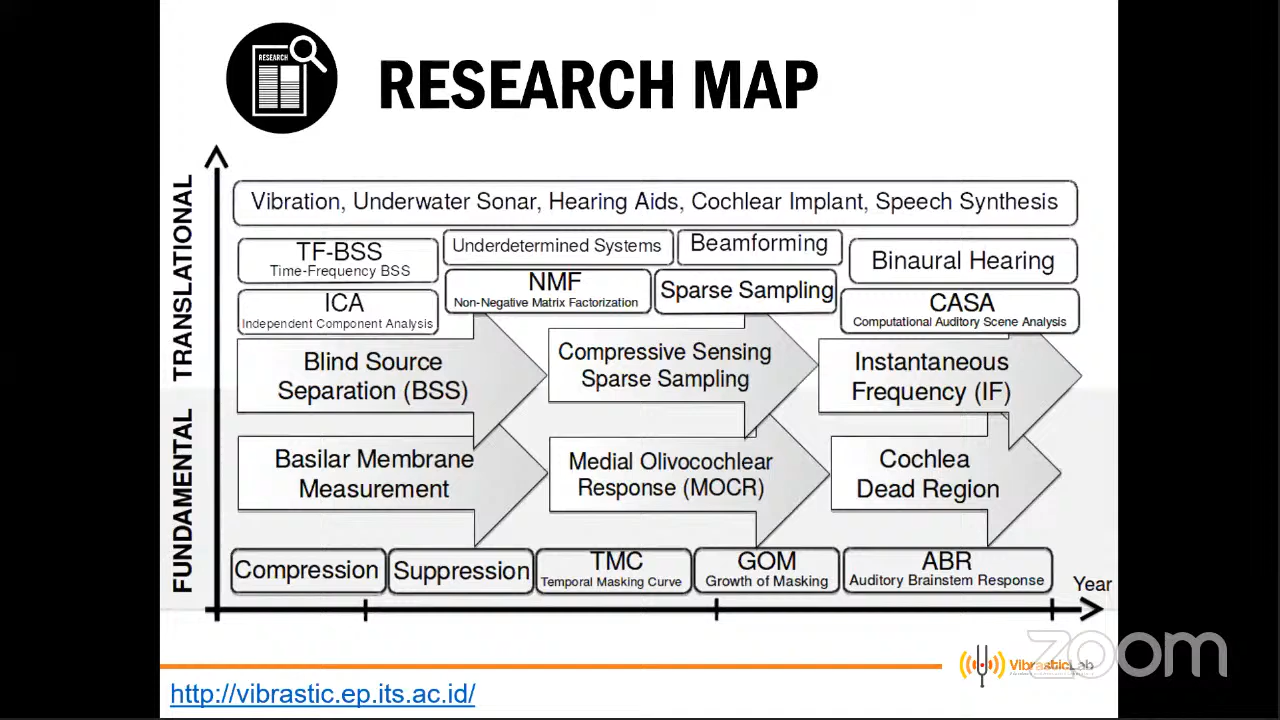 RESEARCH
RESEARCH MAP
TRANSLATIONAL
Vibration, Underwater Sonar, Hearing Aids, Cochlear Implant, Speech Synthesis
TF-BSS
Time-Frequency BSS
Underdetermined Systems
Beamforming
Binaural Hearing
ICA
Independent Component Analysis
NMF
Non-Negative Matrix Factorization
Sparse Sampling
CASA
Computational Auditory Scene Analysis
Blind Source
Separation (BSS)
Compressive Sensing
Sparse Sampling
Instantaneous
Frequency (IF)
FUNDAMENTAL
Basilar Membrane
Measurement
Medial Olivocochlear
Response (MOCR)
Cochlea
Dead Region
Compression
Suppression
TMC
Temporal Masking Curve
GOM
Growth of Masking
ABR
Auditory Brainstem Response
Year
VibrasticLab
zoom
http://vibrastic.ep.its.ac.id/